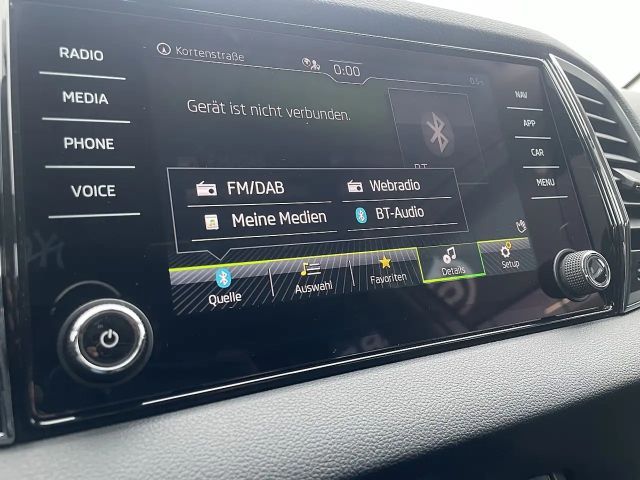 RADIO
MEDIA
PHONE
VOICE
Kortenstraße
0:00
Gerät ist nicht verbunden.
FM/DAB
Webradio
Meine Medien
BT-Audio
Quelle
Auswahl
Favoriten
Details
Setup
NAV
APP
CAR
MENU